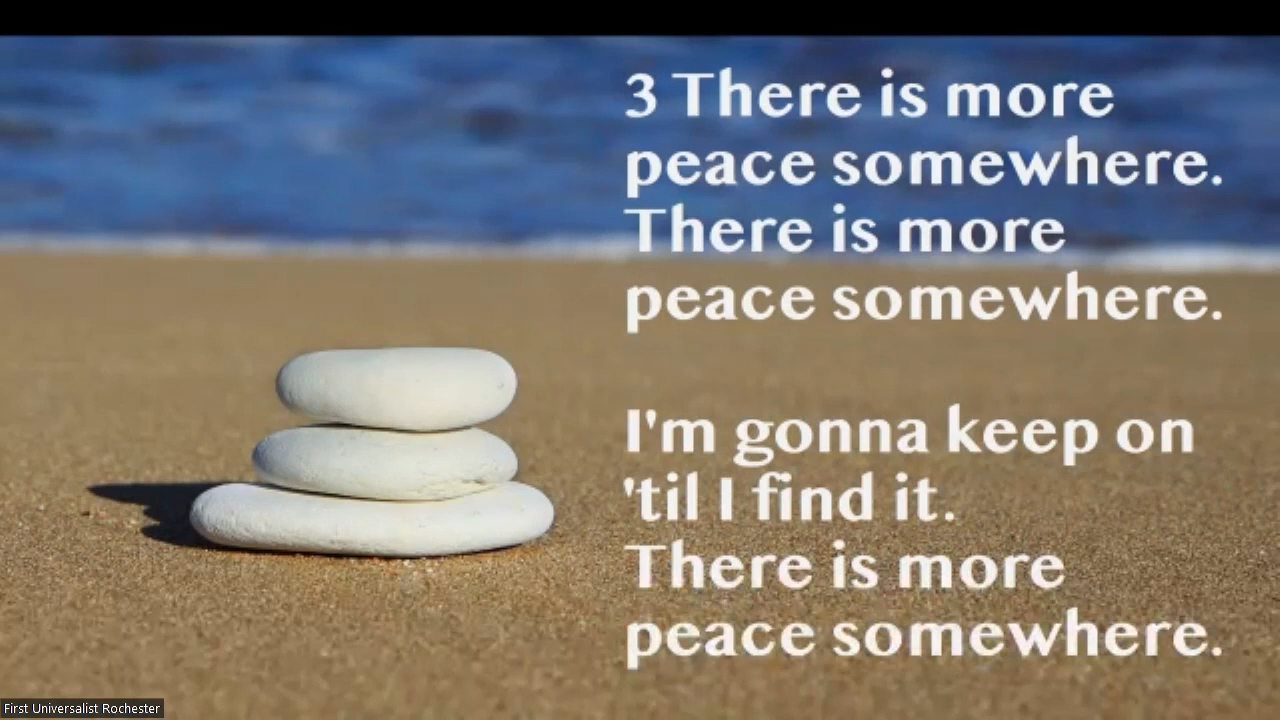 3 There is more
peace somewhere.
There is more
peace somewhere.
I'm gonna keep on
'til I find it.
There is more
peace somewhere.
First Universalist Rochester